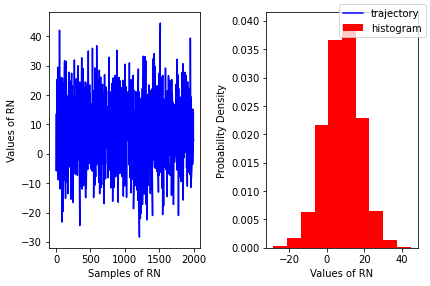 trajectory
histogram
40
30
20
10
0
−10
−20
−30
0 500 1000 1500 2000
Values of RN
Samples of RN
0.040
0.035
0.030
0.025
0.020
0.015
0.010
0.005
0.000
−20 0 20 40
Probability Density
Values of RN